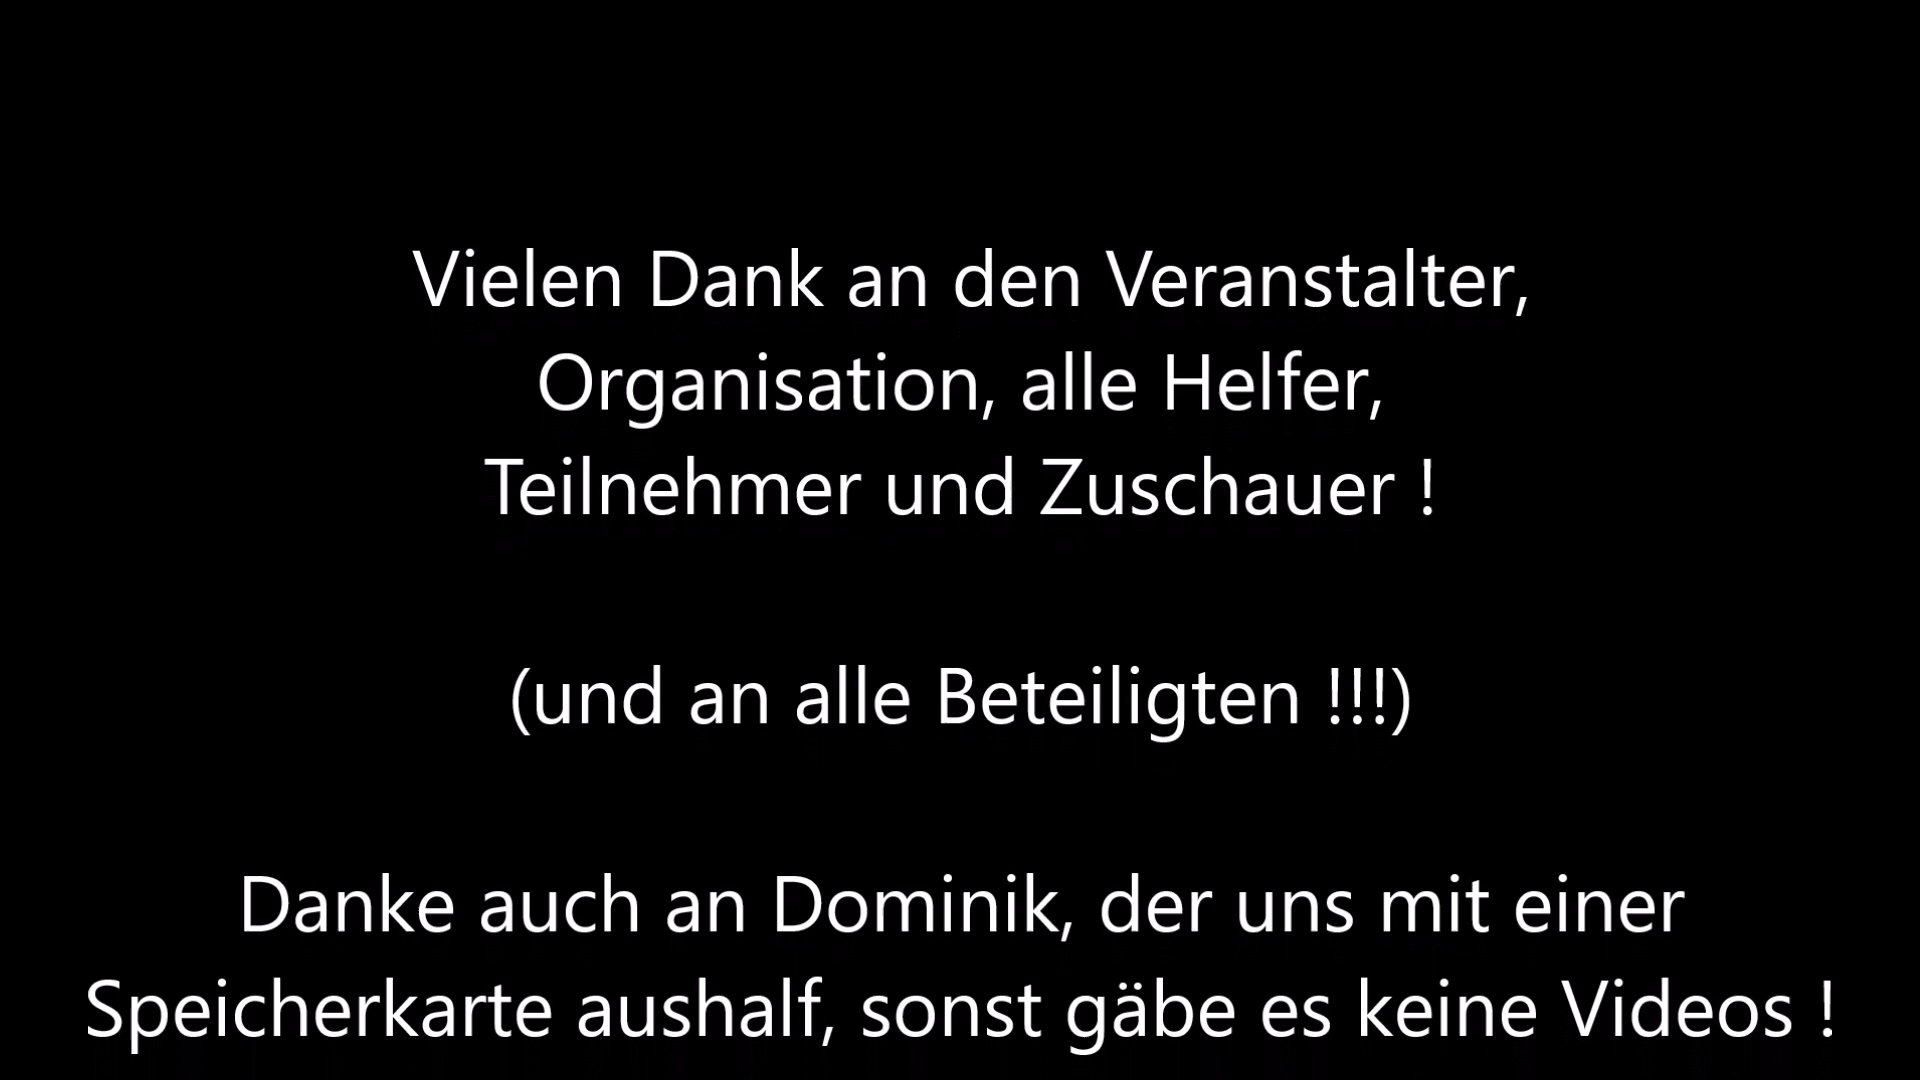 Vielen Dank an den Veranstalter,
Organisation, alle Helfer,
Teilnehmer und Zuschauer !
(und an alle Beteiligten !!!)
Danke auch an Dominik, der uns mit einer
Speicherkarte aushalf, sonst gäbe es keine Videos !